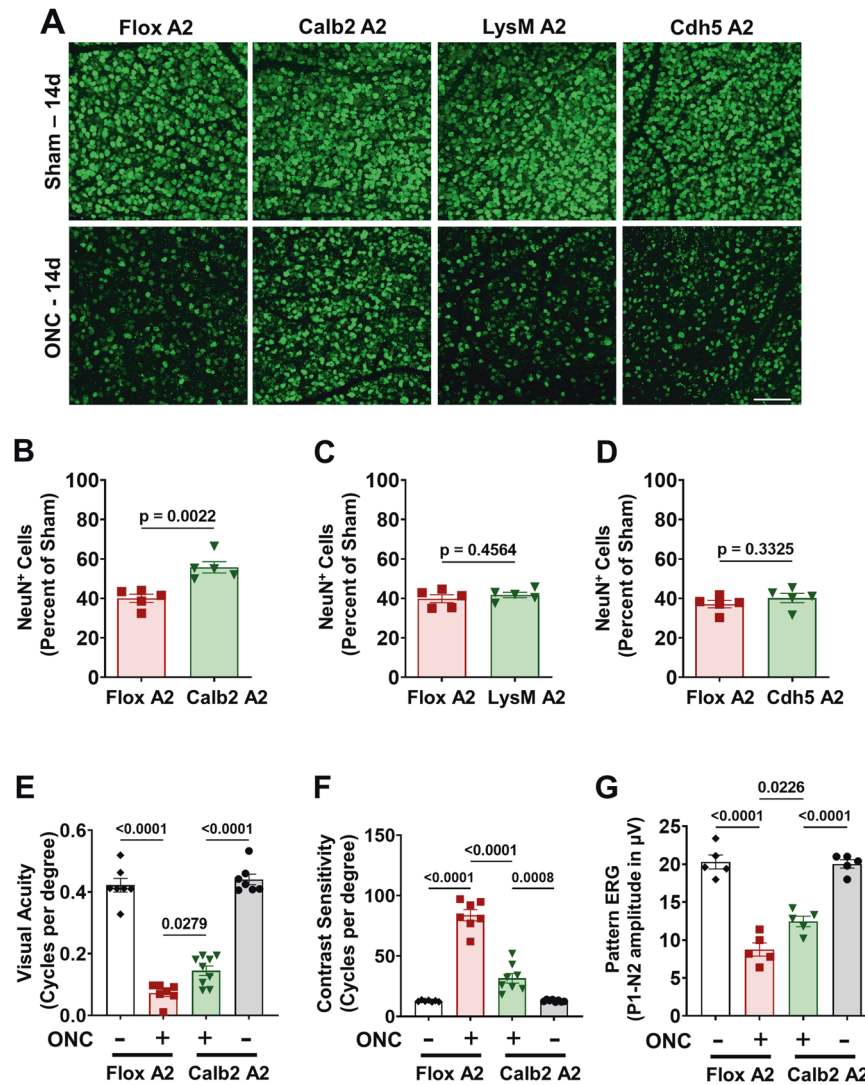 A
Flox A2 Calb2 A2 LysM A2 Cdh5 A2
Sham – 14d
ONC - 14d
B
NeuN+ Cells
(Percent of Sham)
100
80
60
40
20
0
p = 0.0022
Flox A2 Calb2 A2
C
NeuN+ Cells
(Percent of Sham)
100
80
60
40
20
0
p = 0.4564
Flox A2 LysM A2
D
NeuN+ Cells
(Percent of Sham)
100
80
60
40
20
0
p = 0.3325
Flox A2 Cdh5 A2
E
Visual Acuity
(Cycles per degree)
0.6
0.4
0.2
0.0
<0.0001 <0.0001
0.0279
ONC - + + -
Flox A2 Calb2 A2
F
Contrast Sensitivity
(Cycles per degree)
150
100
50
0
<0.0001
<0.0001 0.0008
ONC - + + -
Flox A2 Calb2 A2
G
Pattern ERG
(P1-N2 amplitude in µV)
25
20
15
10
5
0
0.0226
<0.0001 <0.0001
ONC - + + -
Flox A2 Calb2 A2